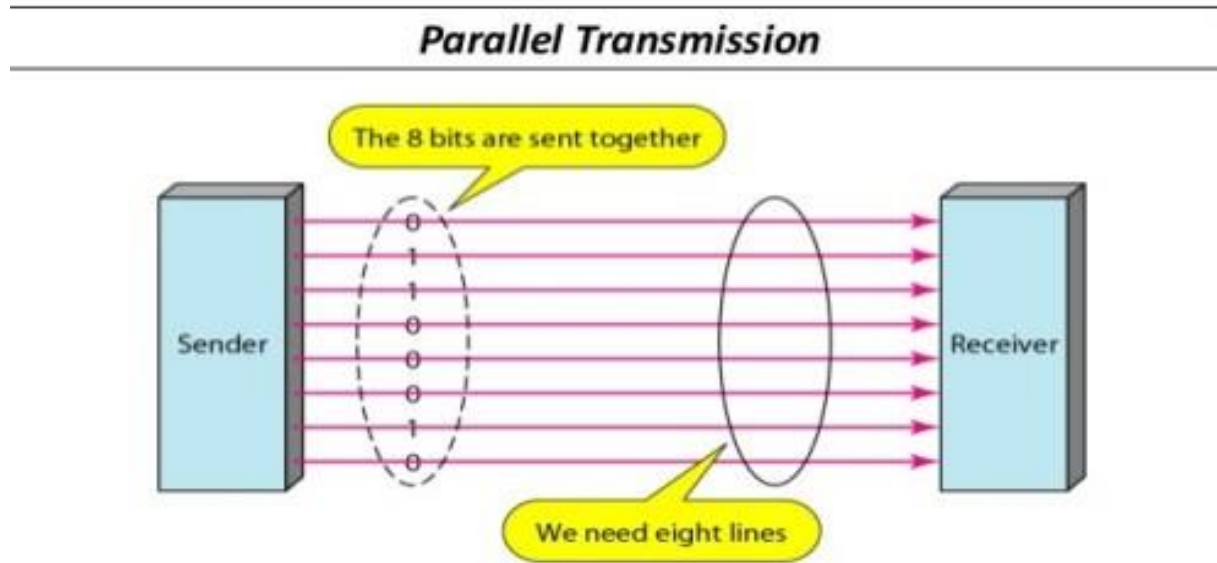 Parallel Transmission
The 8 bits are sent together
0
1
1
0
Sender
Receiver
0
0
1
0
We need eight lines